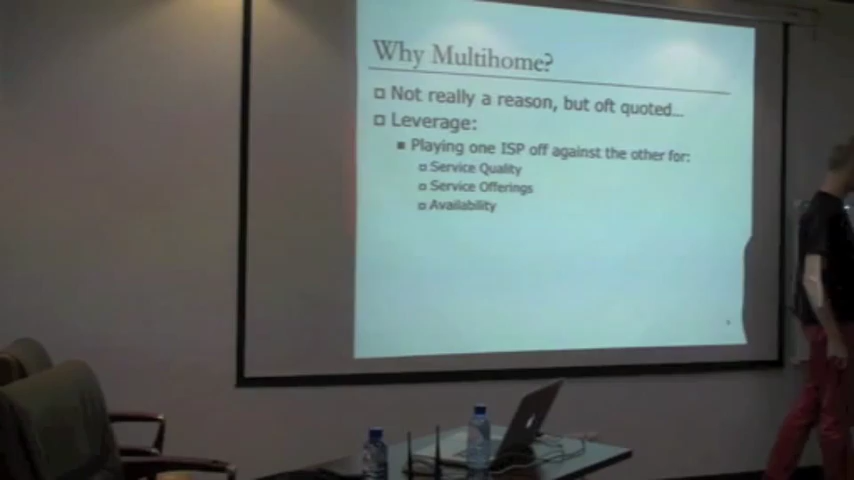 Why Multihome?
Not really a reason, but oft quoted...
Leverage:
Playing one ISP off against the other for:
Service Quality
Service Offerings
Availability